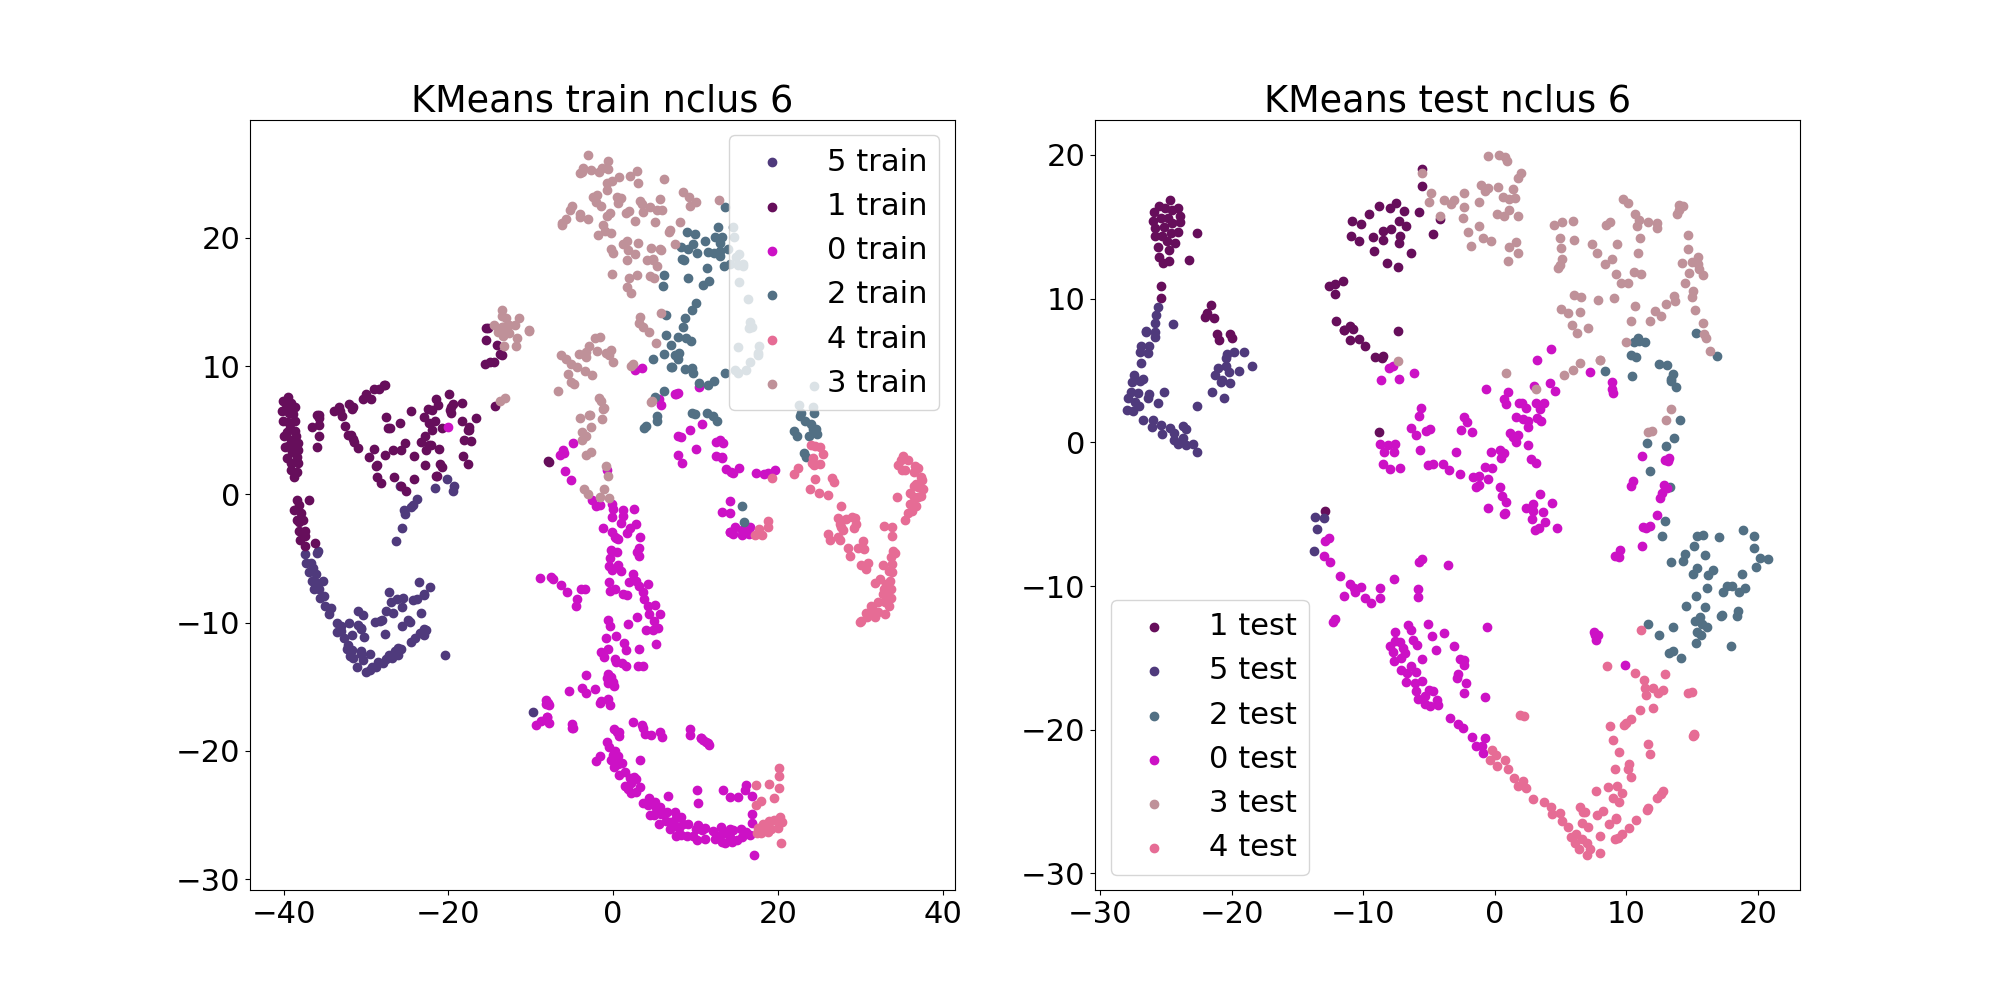 KMeans train nclus 6
5 train
1 train
0 train
2 train
4 train
3 train
20
10
0
−10
−20
−30
−40 −20 0 20 40
KMeans test nclus 6
20
10
0
−10
−20
−30
1 test
5 test
2 test
0 test
3 test
4 test
−30 −20 −10 0 10 20